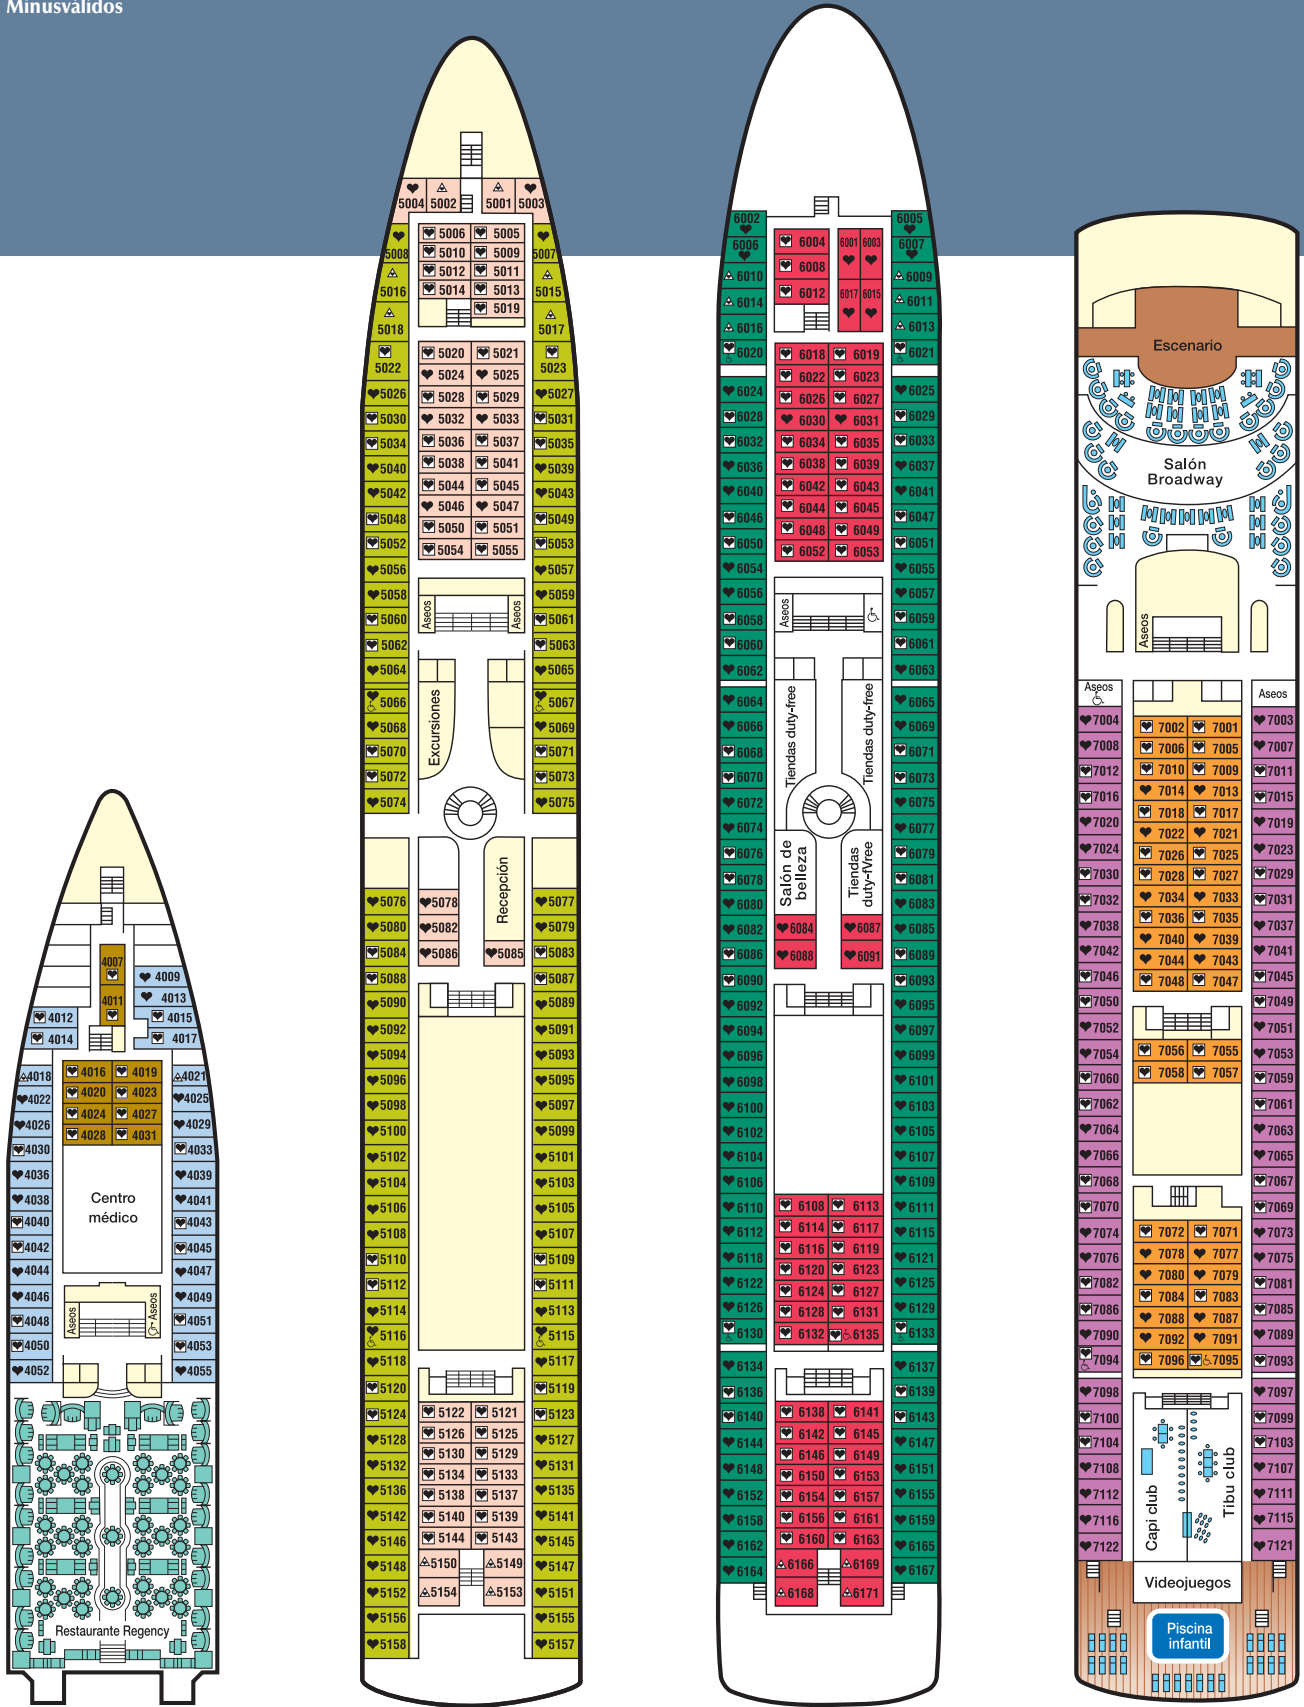 Minusválidos
4007
4009
4011 4013
4012 4015
4014 4017
4018 4016 4019 4021
4022 4020 4023 4025
4026 4024 4027 4029
4030 4028 4031 4033
4036 4039
4038 Centro médico 4041
4040 4043
4042 4045
4044 4047
4046 4049
4048 Aseos Aseos 4051
4050 4053
4052 4055
Restaurante Regency
5004 5002 5001 5003
5008 5006 5005 5007
5010 5009
5016 5012 5011 5015
5014 5013
5019
5018 5017
5022 5020 5021 5023
5026 5024 5025 5027
5030 5028 5029 5031
5032 5033
5034 5036 5037 5035
5040 5038 5041 5039
5042 5044 5045 5043
5048 5046 5047 5049
5052 5050 5051 5053
5056 5054 5055 5057
5058 5059
5060 Aseos Aseos 5061
5062 5063
5064 5065
5066 5067
5068 Excursiones 5069
5070 5071
5072 5073
5074 5075
Recepción
5076 5078 5077
5080 5082 5079
5084 5086 5085 5083
5088 5087
5090 5089
5092 5091
5094 5093
5096 5095
5098 5097
5100 5099
5102 5101
5104 5103
5106 5105
5108 5107
5110 5109
5112 5111
5114 5113
5116 5115
5118 5117
5120 5119
5124 5122 5121 5123
5128 5126 5125 5127
5132 5130 5129 5131
5136 5134 5133 5135
5138 5137
5142 5140 5139 5141
5146 5144 5143 5145
5148 5150 5149 5147
5152 5154 5153 5151
5156 5155
5158 5157
6002 6005
6006 6004 6001 6003 6007
6010 6008 6009
6014 6012 6017 6015 6011
6016 6013
6020 6018 6019 6021
6022 6023
6024 6026 6027 6025
6028 6030 6031 6029
6032 6034 6035 6033
6036 6038 6039 6037
6040 6042 6043 6041
6046 6044 6045 6047
6050 6048 6049 6051
6054 6052 6053 6055
6056 6057
6058 Aseos 6059
6060 6061
6062 6063
6064 6065
6066 Tiendas duty-free Tiendas duty-free 6069
6068 6071
6070 6073
6072 6075
6074 6077
6076 6079
6078 Salón de belleza Tiendas duty-fVree 6081
6080 6083
6082 6084 6087 6085
6086 6088 6091 6089
6090 6093
6092 6095
6094 6097
6096 6099
6098 6101
6100 6103
6102 6105
6104 6107
6106 6109
6110 6108 6113 6111
6112 6114 6117 6115
6118 6116 6119 6121
6122 6120 6123 6125
6124 6127
6126 6128 6131 6129
6130 6132 6135 6133
6134 6137
6136 6139
6140 6138 6141 6143
6144 6142 6145 6147
6148 6146 6149 6151
6150 6153
6152 6154 6157 6155
6158 6156 6161 6159
6162 6160 6163 6165
6164 6166 6169 6167
6168 6171
Escenario
Salón
Broadway
Aseos
Aseos Aseos
7004 7002 7001 7003
7008 7006 7005 7007
7012 7010 7009 7011
7016 7014 7013 7015
7020 7018 7017 7019
7022 7021
7024 7026 7025 7023
7030 7028 7027 7029
7032 7034 7033 7031
7038 7036 7035 7037
7042 7040 7039 7041
7044 7043
7046 7048 7047 7045
7050 7049
7052 7051
7054 7056 7055 7053
7060 7058 7057 7059
7062 7061
7064 7063
7066 7065
7068 7067
7070 7069
7074 7072 7071 7073
7076 7078 7077 7075
7082 7080 7079 7081
7086 7084 7083 7085
7088 7087
7090 7092 7091 7089
7094 7096 7095 7093
7098 7097
7100 7099
7104 7103
7108 7107
7112 Capi club Tibu club 7111
7116 7115
7122 7121
Videojuegos
Piscina
infantil